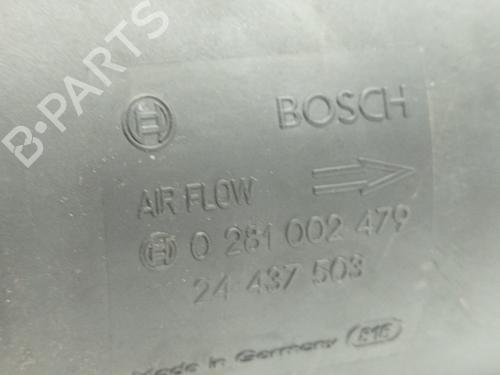 B-PARTS
BOSCH
AIR FLOW
0 281 002 479
24 437 503
Made in Germany